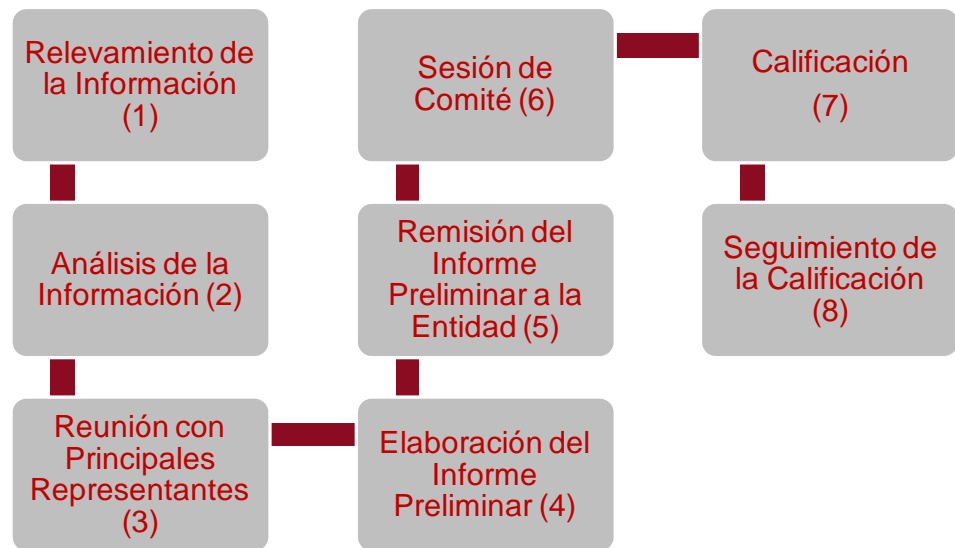 Relevamiento de
la Información
(1)
Análisis de la
Información (2)
Reunión con
Principales
Representantes
(3)
Elaboración del
Informe
Preliminar (4)
Remisión del
Informe
Preliminar a la
Entidad (5)
Sesión de
Comité (6)
Calificación
(7)
Seguimiento de
la Calificación
(8)